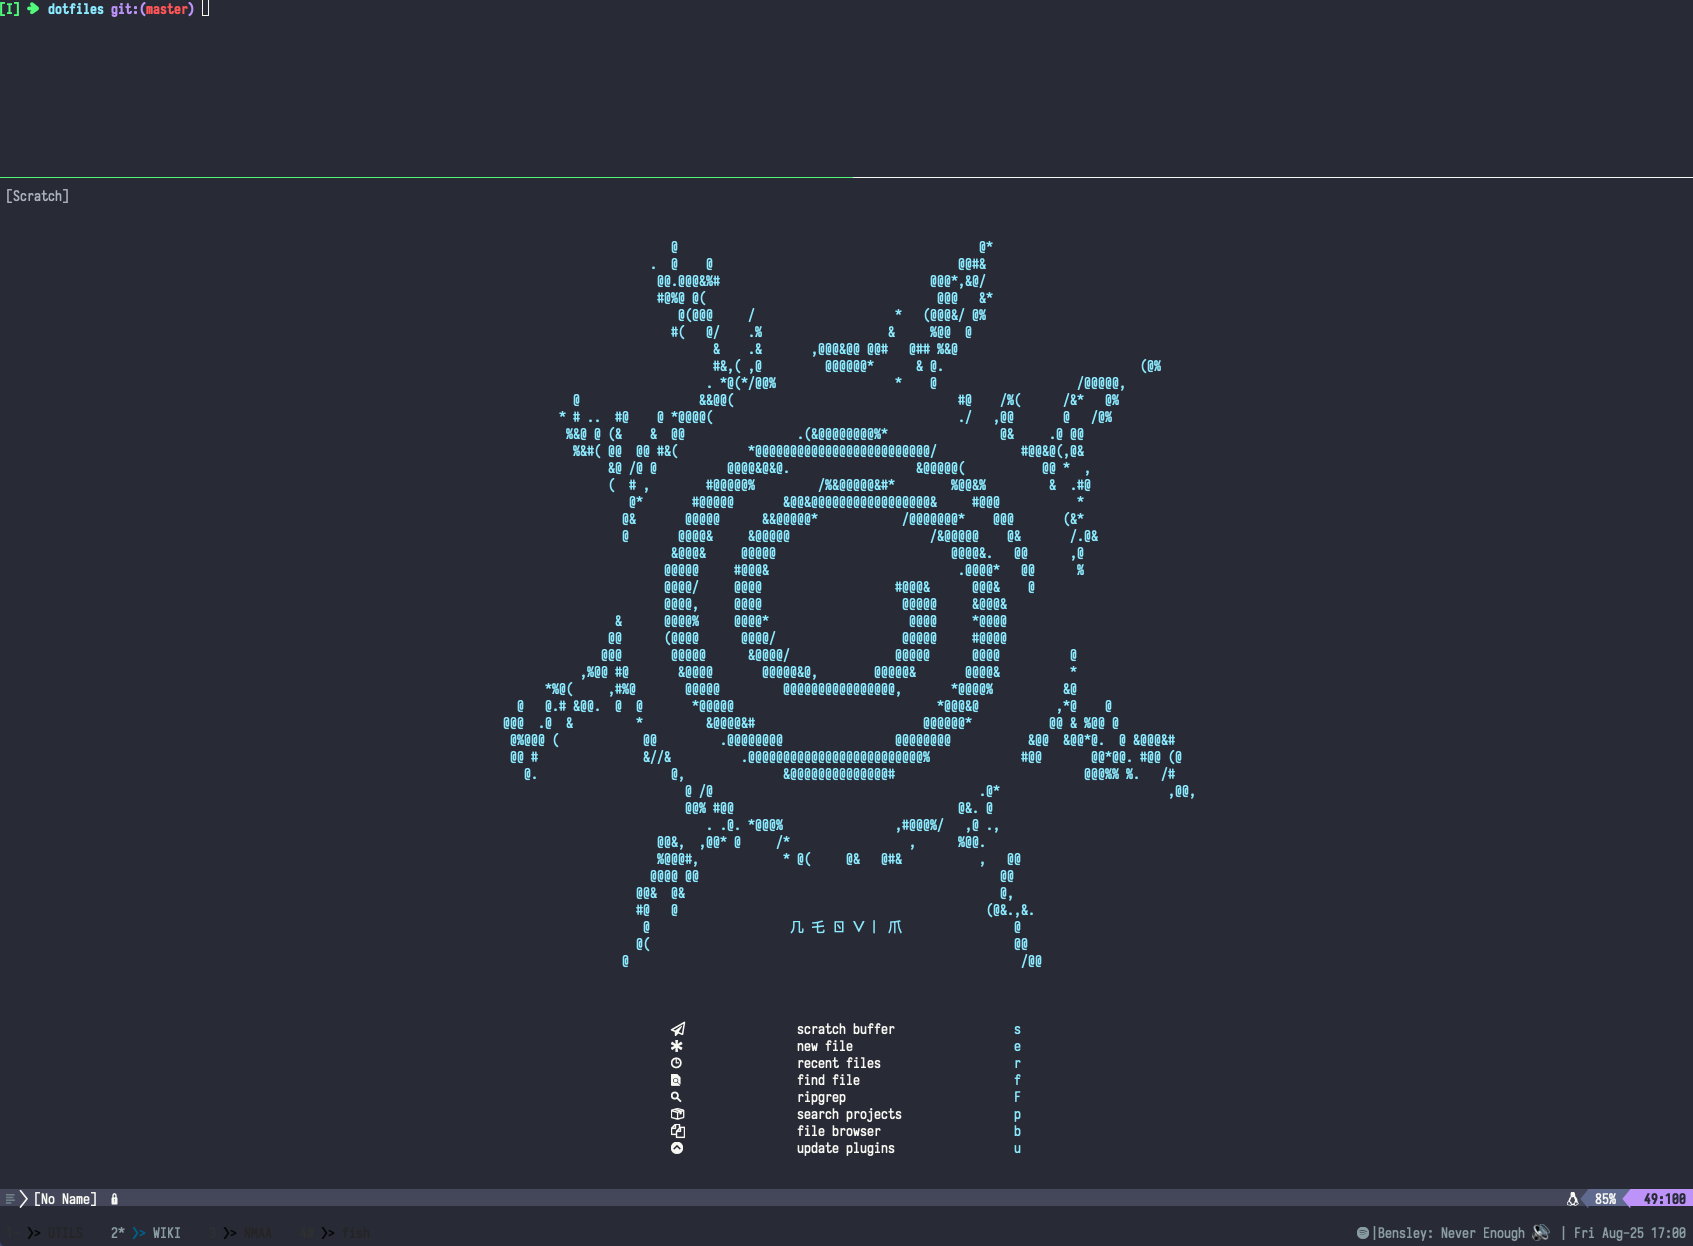 [I] ➜ dotfiles git:(master)
[Scratch]
几 乇 ㄖ ᐯ 丨 爪
scratch buffer s
new file e
recent files r
find file f
ripgrep F
search projects p
file browser b
update plugins u
[No Name] 85% 49:100
UTILS 2* WIKI fish |Bensley: Never Enough 🔊 | Fri Aug-25 17:00